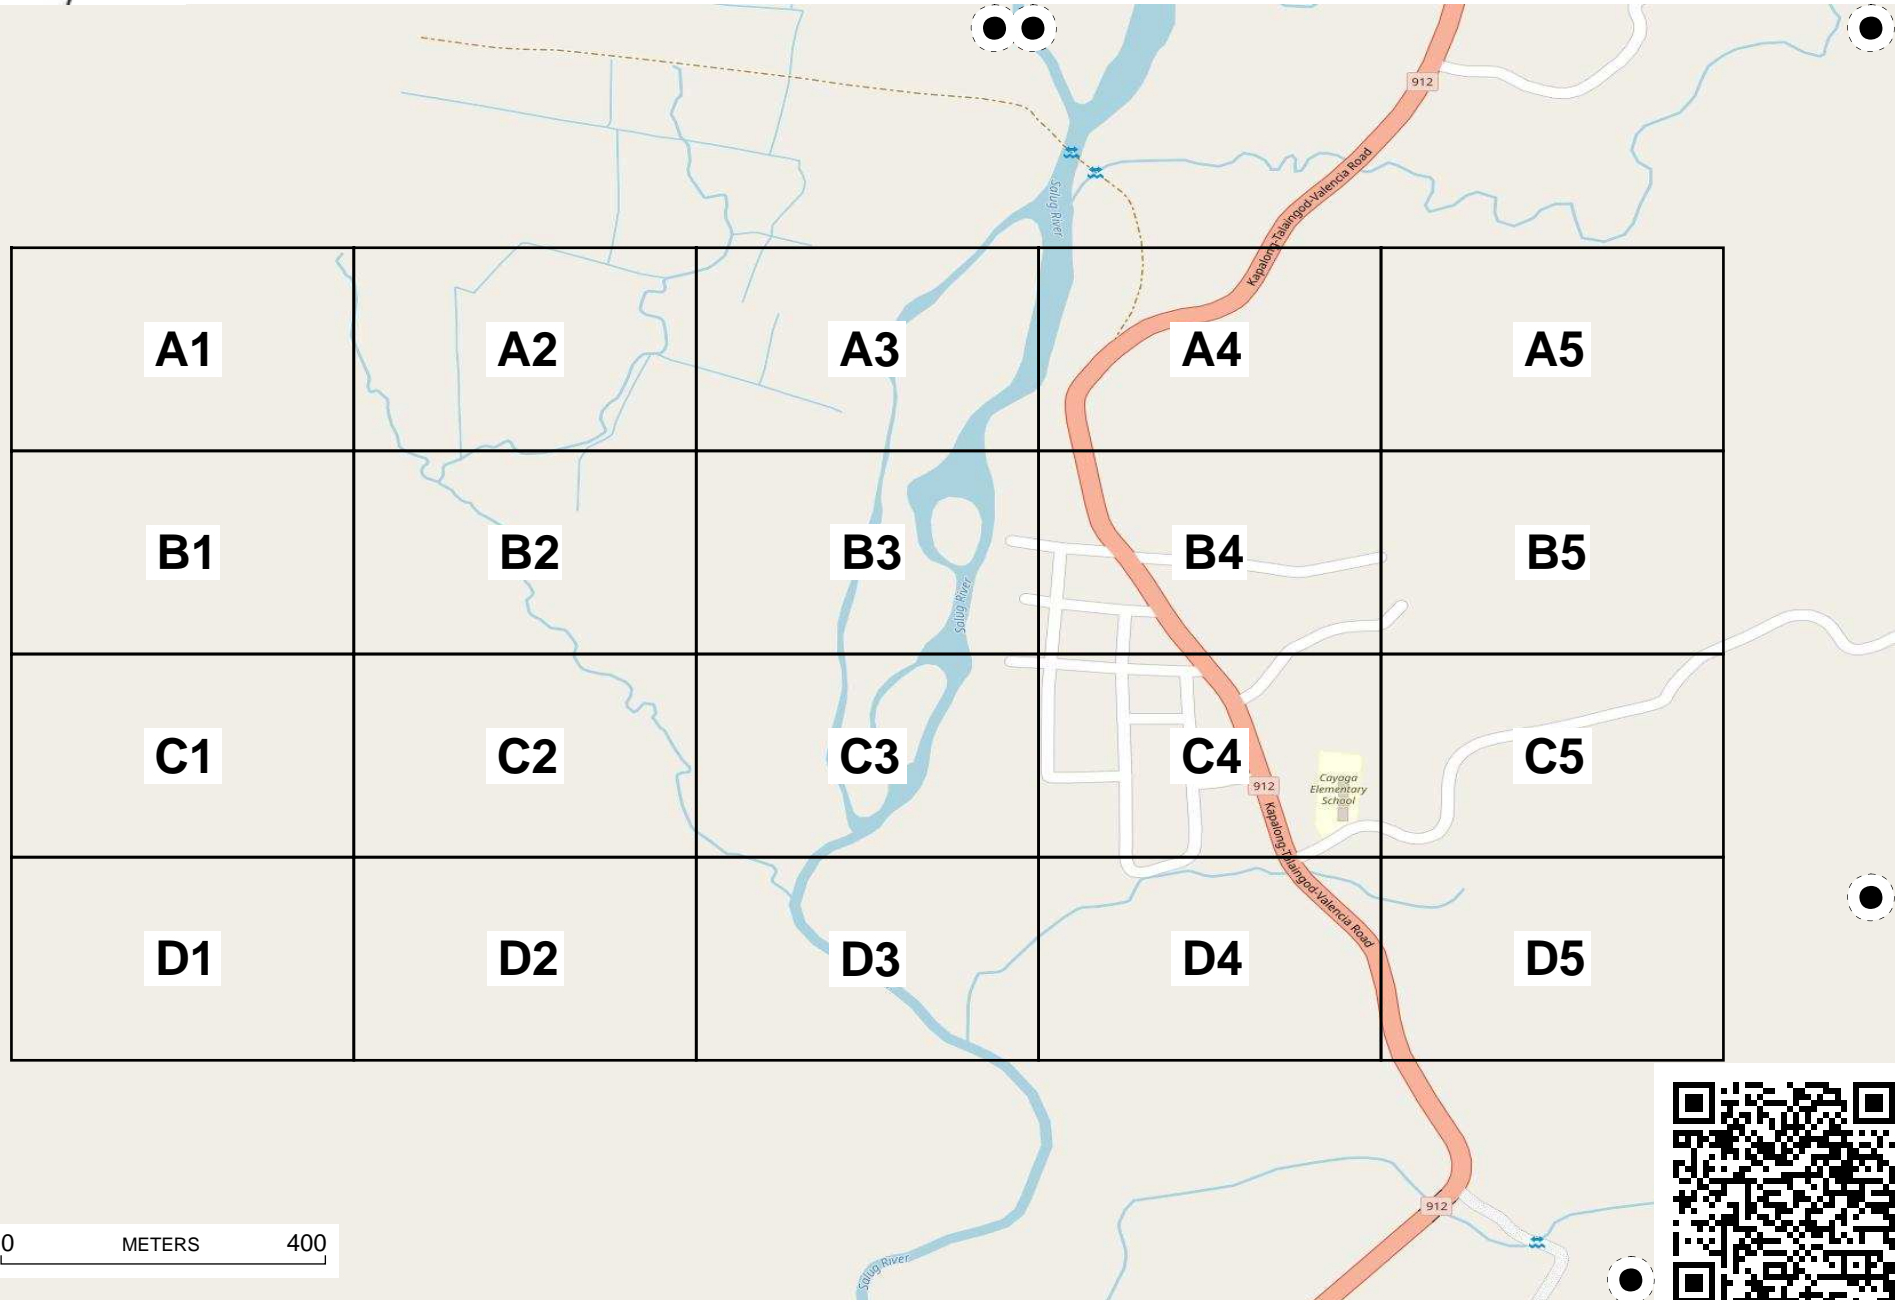 912
Kapalong-Talaingod-Valencia Road
Salug River
A1 A2 A3 A4 A5
B1 B2 B3 B4 B5
Salug River
C1 C2 C3 C4 C5
Cayaga
Elementary
School
912
Kapalong-Talaingod-Valencia Road
D1 D2 D3 D4 D5
912
0 METERS 400
Salug River